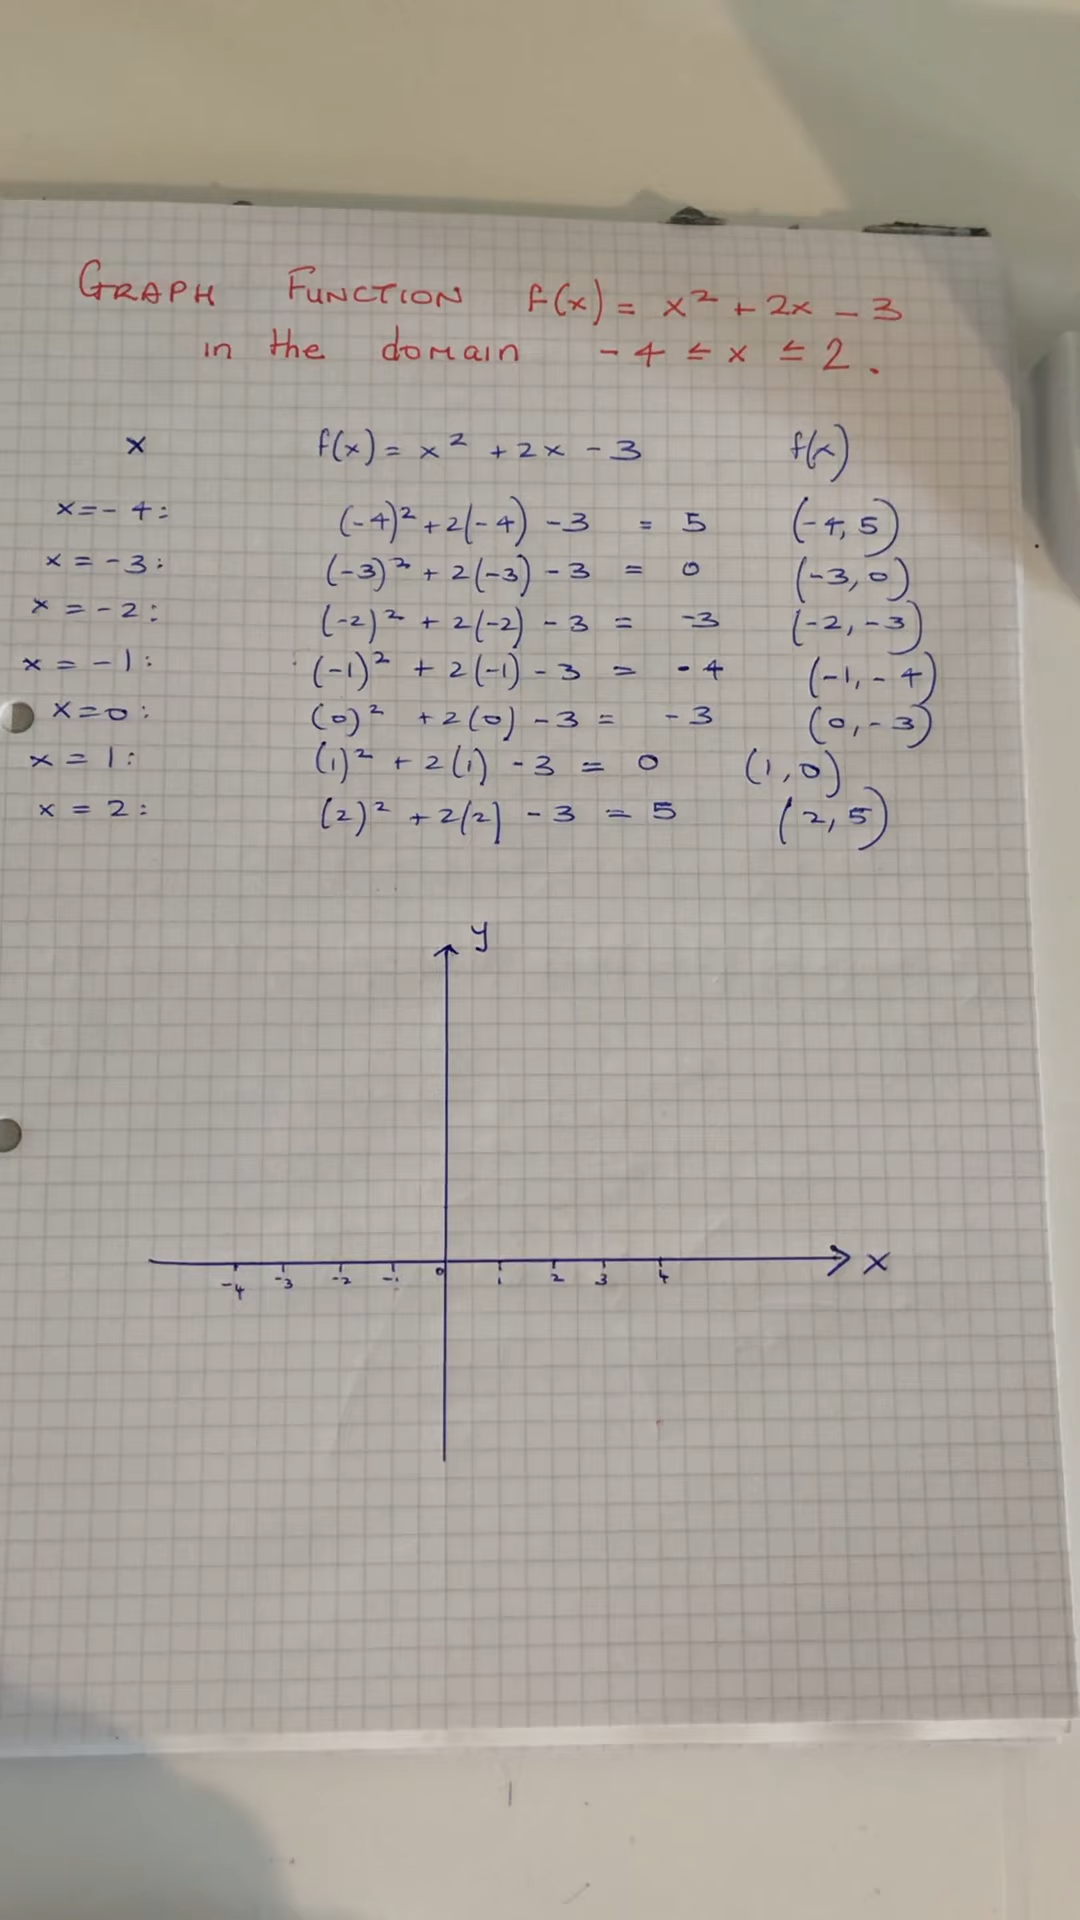 GRAPH FUNCTION f(x) = x² + 2x - 3
in the domain - 4 ≤ x ≤ 2.
x f(x) = x² + 2x - 3 f(x)
x = - 4: (-4)² + 2(-4) - 3 = 5 (-4, 5)
x = -3: (-3)² + 2(-3) - 3 = 0 (-3, 0)
x = -2: (-2)² + 2(-2) - 3 = -3 (-2, -3)
x = -1: (-1)² + 2(-1) - 3 = -4 (-1, -4)
x = 0: (0)² + 2(0) - 3 = -3 (0, -3)
x = 1: (1)² + 2(1) - 3 = 0 (1, 0)
x = 2: (2)² + 2(2) - 3 = 5 (2, 5)
y
x
-4 -3 -2 -1 0 1 2 3 4